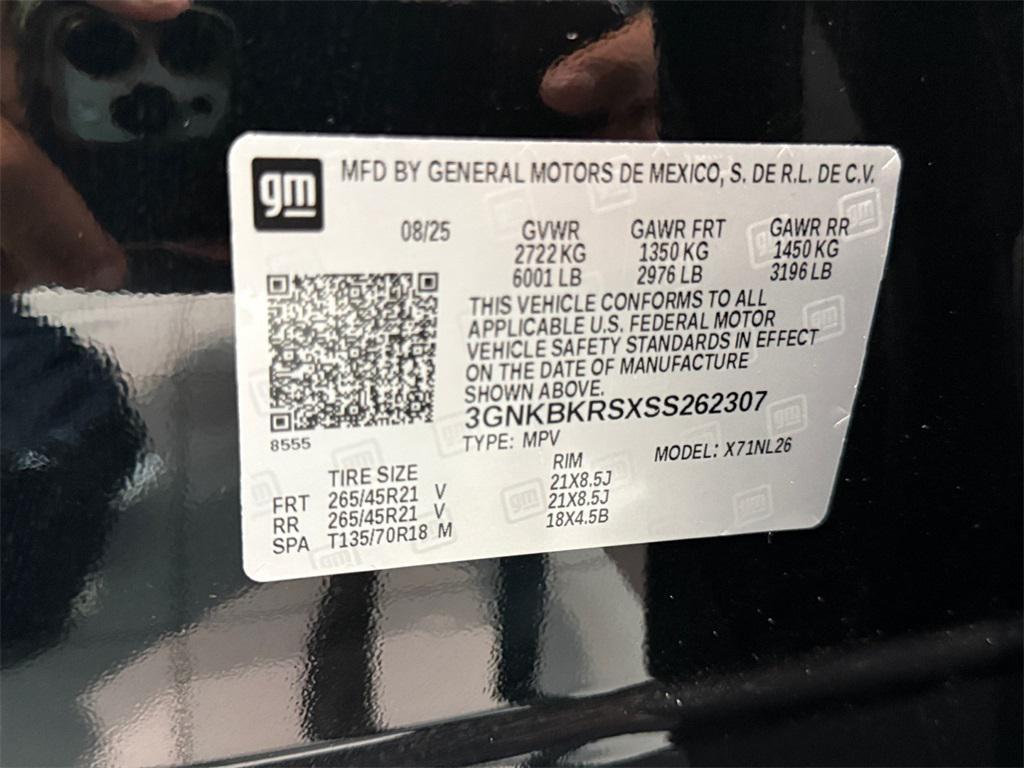 gm MFD BY GENERAL MOTORS DE MEXICO, S. DE R.L. DE C.V.
08/25 GVWR GAWR FRT GAWR RR
2722 KG 1350 KG 1450 KG
6001 LB 2976 LB 3196 LB
THIS VEHICLE CONFORMS TO ALL
APPLICABLE U.S. FEDERAL MOTOR
VEHICLE SAFETY STANDARDS IN EFFECT
ON THE DATE OF MANUFACTURE
SHOWN ABOVE.
3GNKBKRSXSS262307
8555
TYPE: MPV MODEL: X71NL26
TIRE SIZE RIM
FRT 265/45R21 V 21X8.5J
RR 265/45R21 V 21X8.5J
SPA T135/70R18 M 18X4.5B